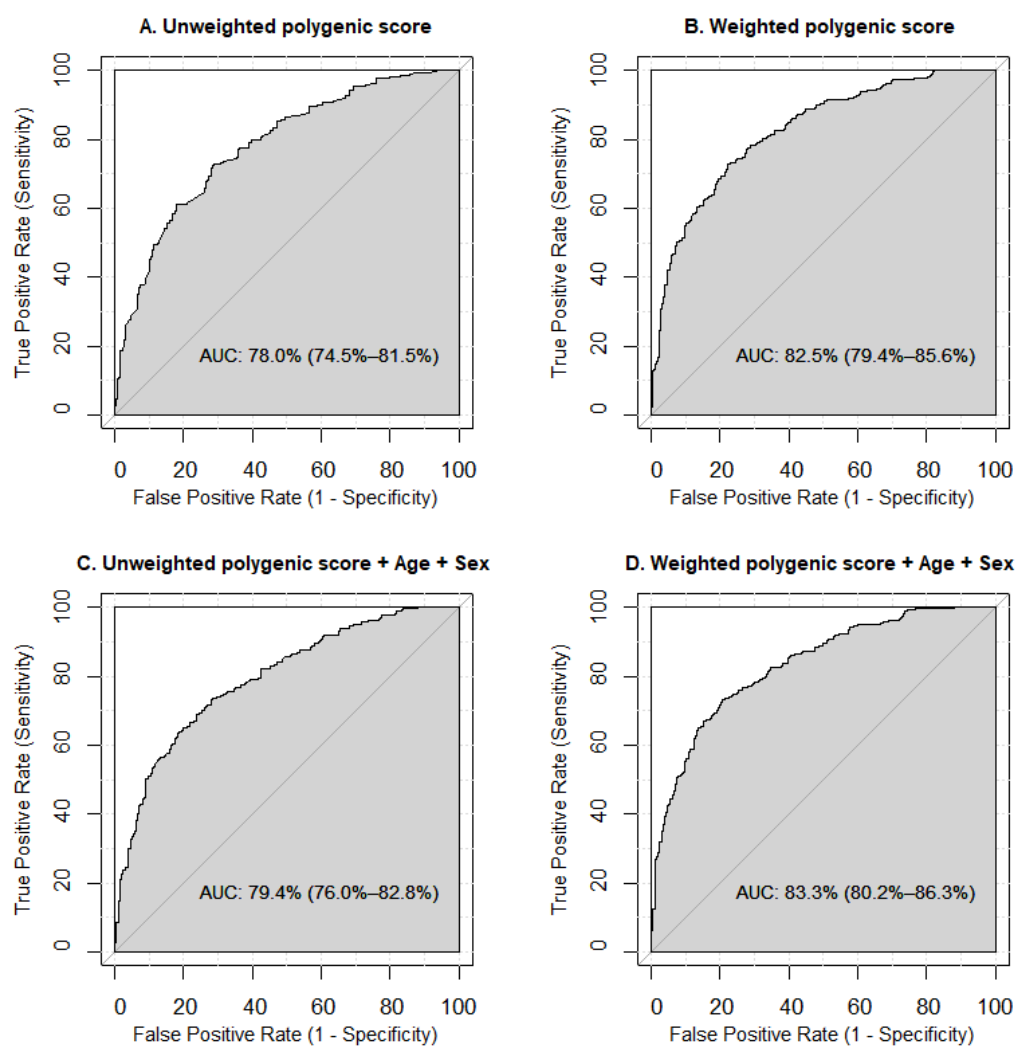 A. Unweighted polygenic score
True Positive Rate (Sensitivity)
100
80
60
40
20
0
AUC: 78.0% (74.5%–81.5%)
0 20 40 60 80 100
False Positive Rate (1 - Specificity)
B. Weighted polygenic score
True Positive Rate (Sensitivity)
100
80
60
40
20
0
AUC: 82.5% (79.4%–85.6%)
0 20 40 60 80 100
False Positive Rate (1 - Specificity)
C. Unweighted polygenic score + Age + Sex
True Positive Rate (Sensitivity)
100
80
60
40
20
0
AUC: 79.4% (76.0%–82.8%)
0 20 40 60 80 100
False Positive Rate (1 - Specificity)
D. Weighted polygenic score + Age + Sex
True Positive Rate (Sensitivity)
100
80
60
40
20
0
AUC: 83.3% (80.2%–86.3%)
0 20 40 60 80 100
False Positive Rate (1 - Specificity)